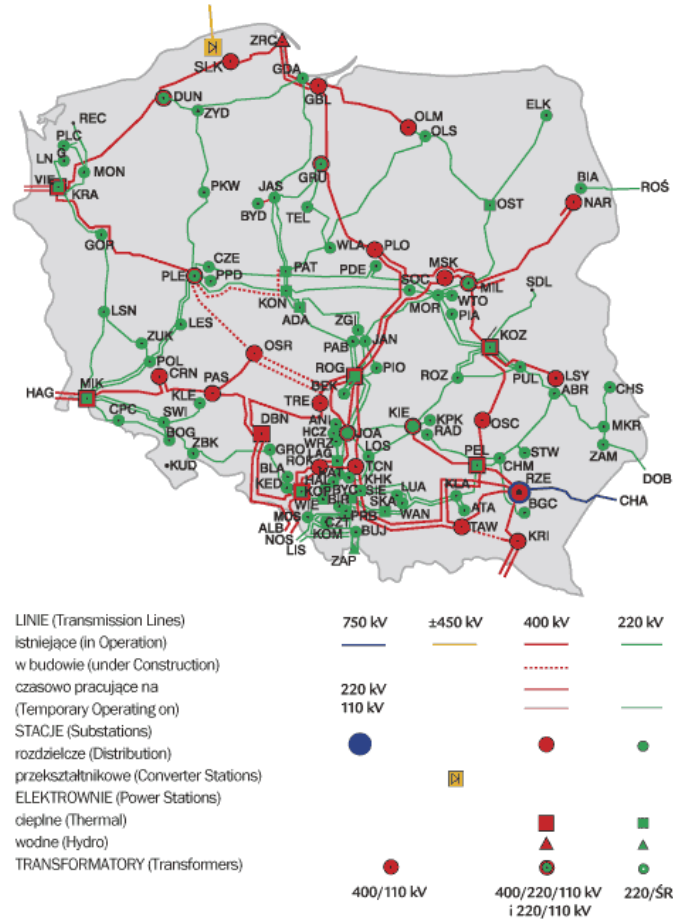 ZRC
SLK
GDA
GBL
DUN
ZYD
OLM
OLS
ELK
REC
PLC
LN
G
MON
VIE
KRA
GRU
BIA
ROŚ
NAR
PKW
JAS
BYD
TEL
OST
GOR
WLA
PLO
CZE
PLE
PPD
PAT
PDE
MSK
SOC
MIL
SDL
KON
ADA
MOR
WTO
PIA
LSN
LES
ZUK
ZGI
PAB
JAN
KOZ
OSR
POL
CRN
ROG
PIO
ROZ
PUL
LSY
ABR
CHS
HAG
MIK
PAS
KLE
BEK
TRE
CPC
SWI
DBN
ANI
HCZ
JOA
KIE
KPK
RAD
OSC
MKR
BOG
ZBK
GRO
WRZ
LAG
LOS
PEL
STW
ZAM
KUD
BLA
ROK
TCN
CHM
DOB
KED
HAL
KAT
KHK
RZE
KOP
BYC
SIE
LUA
KLA
WIE
BIR
SKA
BGC
CHA
MOS
PRB
WAN
ATA
ALB
CZT
TAW
NOS
KOM
BUJ
KRI
LIS
ZAP
LINIE (Transmission Lines) 750 kV ±450 kV 400 kV 220 kV
istniejące (in Operation)
w budowie (under Construction)
czasowo pracujące na 220 kV
(Temporary Operating on) 110 kV
STACJE (Substations)
rozdzielcze (Distribution)
przekształtnikowe (Converter Stations)
ELEKTROWNIE (Power Stations)
cieplne (Thermal)
wodne (Hydro)
TRANSFORMATORY (Transformers)
400/110 kV 400/220/110 kV 220/ŚR
i 220/110 kV